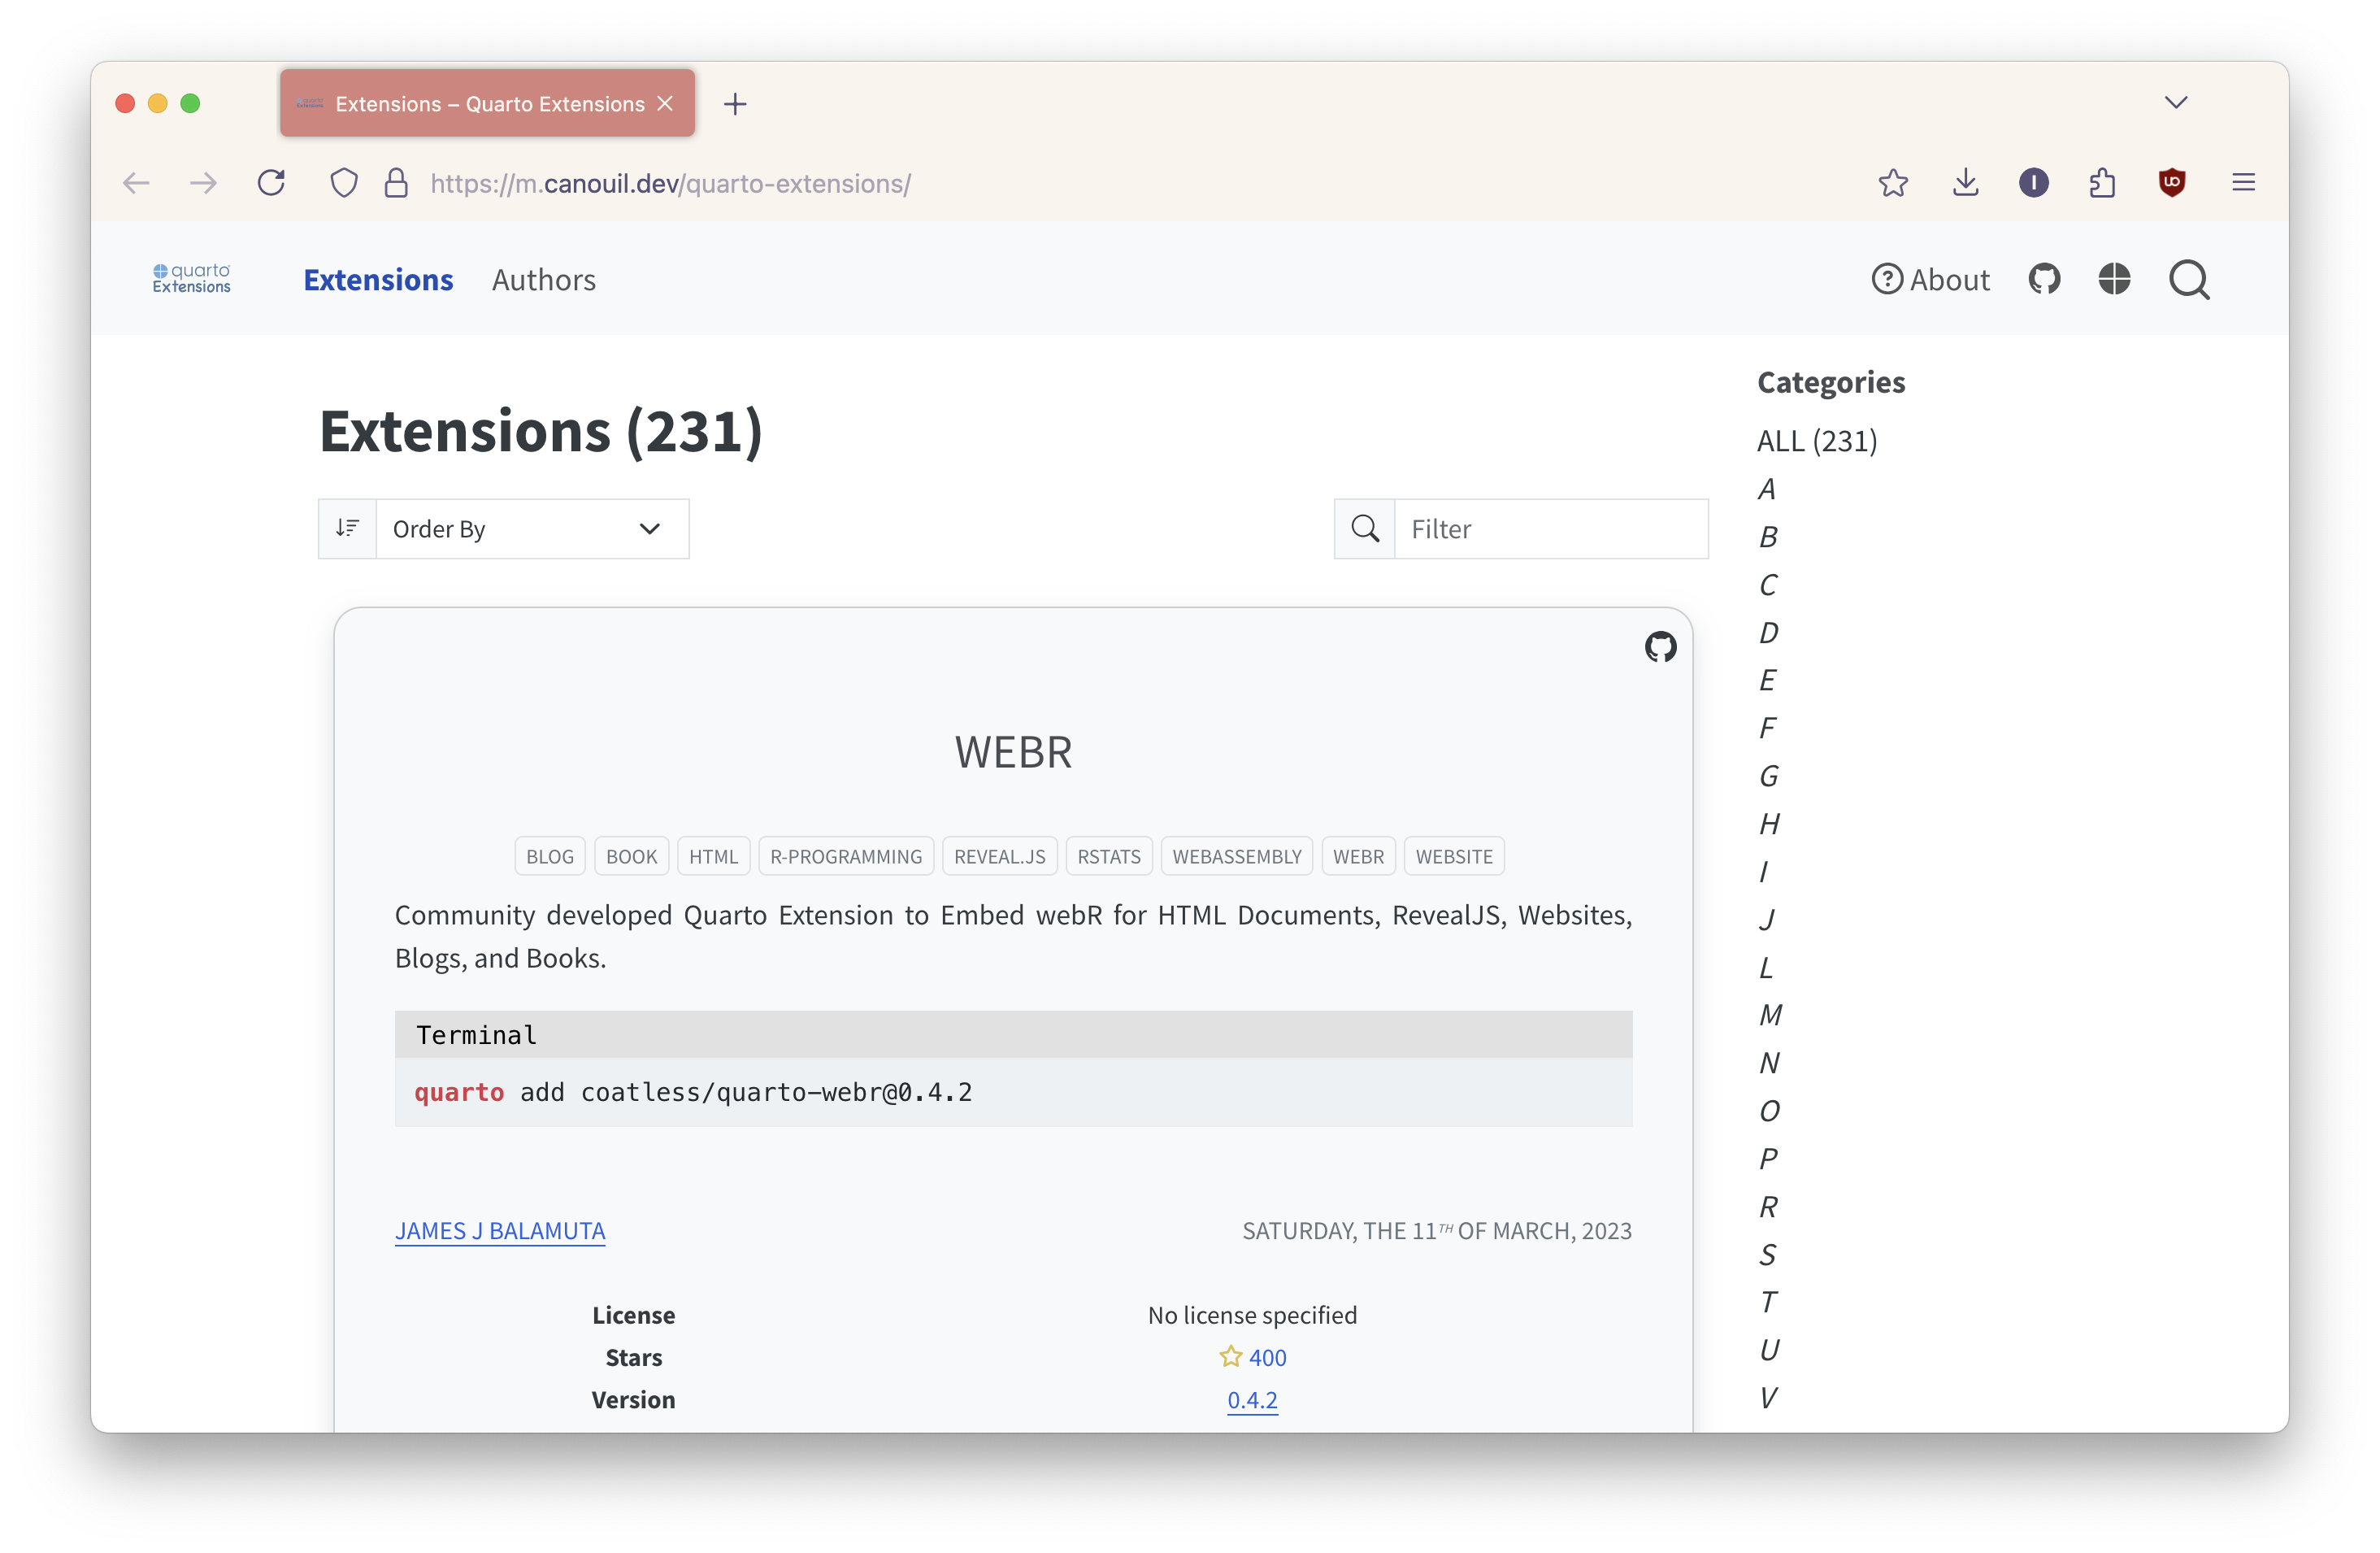 Extensions – Quarto Extensions
https://m.canouil.dev/quarto-extensions/
quarto
Extensions
Extensions
Authors
About
Extensions (231)
Order By
Filter
WEBR
BLOG BOOK HTML R-PROGRAMMING REVEAL.JS RSTATS WEBASSEMBLY WEBR WEBSITE
Community developed Quarto Extension to Embed webR for HTML Documents, RevealJS, Websites,
Blogs, and Books.
Terminal
quarto add coatless/quarto-webr@0.4.2
JAMES J BALAMUTA
SATURDAY, THE 11TH OF MARCH, 2023
License No license specified
Stars 400
Version 0.4.2
Categories
ALL (231)
A
B
C
D
E
F
G
H
I
J
L
M
N
O
P
R
S
T
U
V